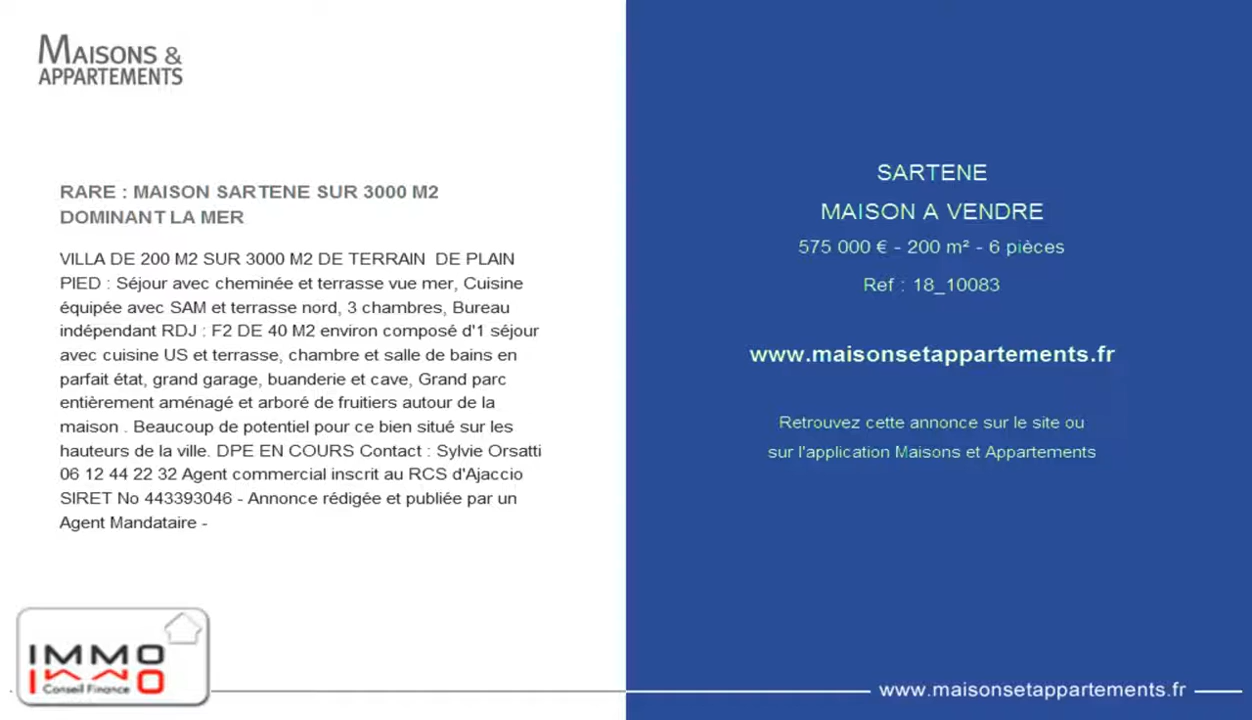 MAISONS &
APPARTEMENTS
RARE : MAISON SARTENE SUR 3000 M2
DOMINANT LA MER
VILLA DE 200 M2 SUR 3000 M2 DE TERRAIN DE PLAIN
PIED : Séjour avec cheminée et terrasse vue mer, Cuisine
équipée avec SAM et terrasse nord, 3 chambres, Bureau
indépendant RDJ : F2 DE 40 M2 environ composé d'1 séjour
avec cuisine US et terrasse, chambre et salle de bains en
parfait état, grand garage, buanderie et cave, Grand parc
entièrement aménagé et arboré de fruitiers autour de la
maison . Beaucoup de potentiel pour ce bien situé sur les
hauteurs de la ville. DPE EN COURS Contact : Sylvie Orsatti
06 12 44 22 32 Agent commercial inscrit au RCS d'Ajaccio
SIRET No 443393046 - Annonce rédigée et publiée par un
Agent Mandataire -
IMMO
Conseil Finance
SARTENE
MAISON A VENDRE
575 000 € - 200 m² - 6 pièces
Ref : 18_10083
www.maisonsetappartements.fr
Retrouvez cette annonce sur le site ou
sur l'application Maisons et Appartements
www.maisonsetappartements.fr